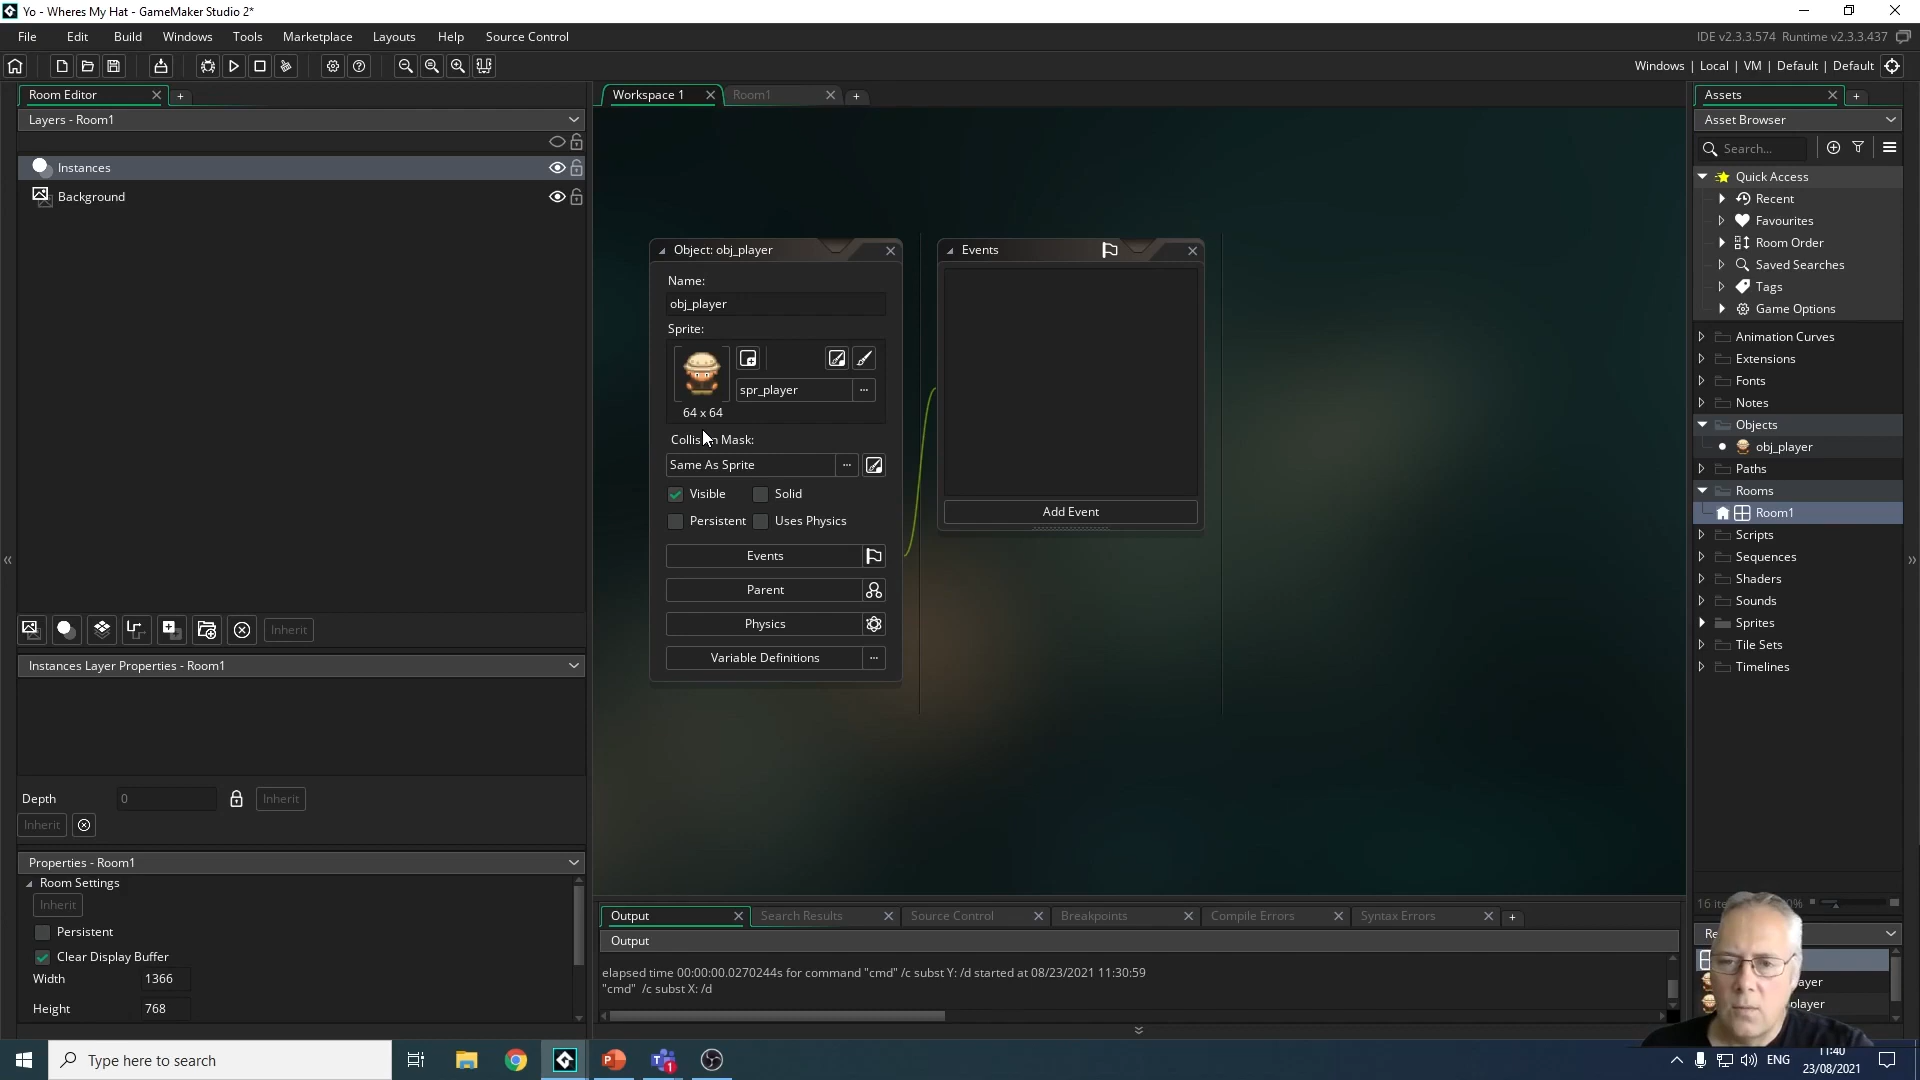 Yo - Wheres My Hat - GameMaker Studio 2*
File Edit Build Windows Tools Marketplace Layouts Help Source Control
IDE v2.3.3.574 Runtime v2.3.3.437
Windows | Local | VM | Default | Default
Room Editor
Layers - Room1
Instances
Background
Inherit
Instances Layer Properties - Room1
Depth 0 Inherit
Inherit
Properties - Room1
Room Settings
Inherit
Persistent
Clear Display Buffer
Width 1366
Height 768
Workspace 1 Room1
Object: obj_player
Name:
obj_player
Sprite:
spr_player
64 x 64
Mask:
Same As Sprite
Visible Solid
Persistent Uses Physics
Events
Parent
Physics
Variable Definitions
Events
Add Event
Output Search Results Source Control Breakpoints Compile Errors Syntax Errors
Output
elapsed time 00:00:00.0270244s for command "cmd" /c subst Y: /d started at 08/23/2021 11:30:59
"cmd" /c subst X: /d
Assets
Asset Browser
Search...
Quick Access
Recent
Favourites
Room Order
Saved Searches
Tags
Game Options
Animation Curves
Extensions
Fonts
Notes
Objects
obj_player
Paths
Rooms
Room1
Scripts
Sequences
Shaders
Sounds
Sprites
Tile Sets
Timelines
Type here to search
ENG
11:40
23/08/2021